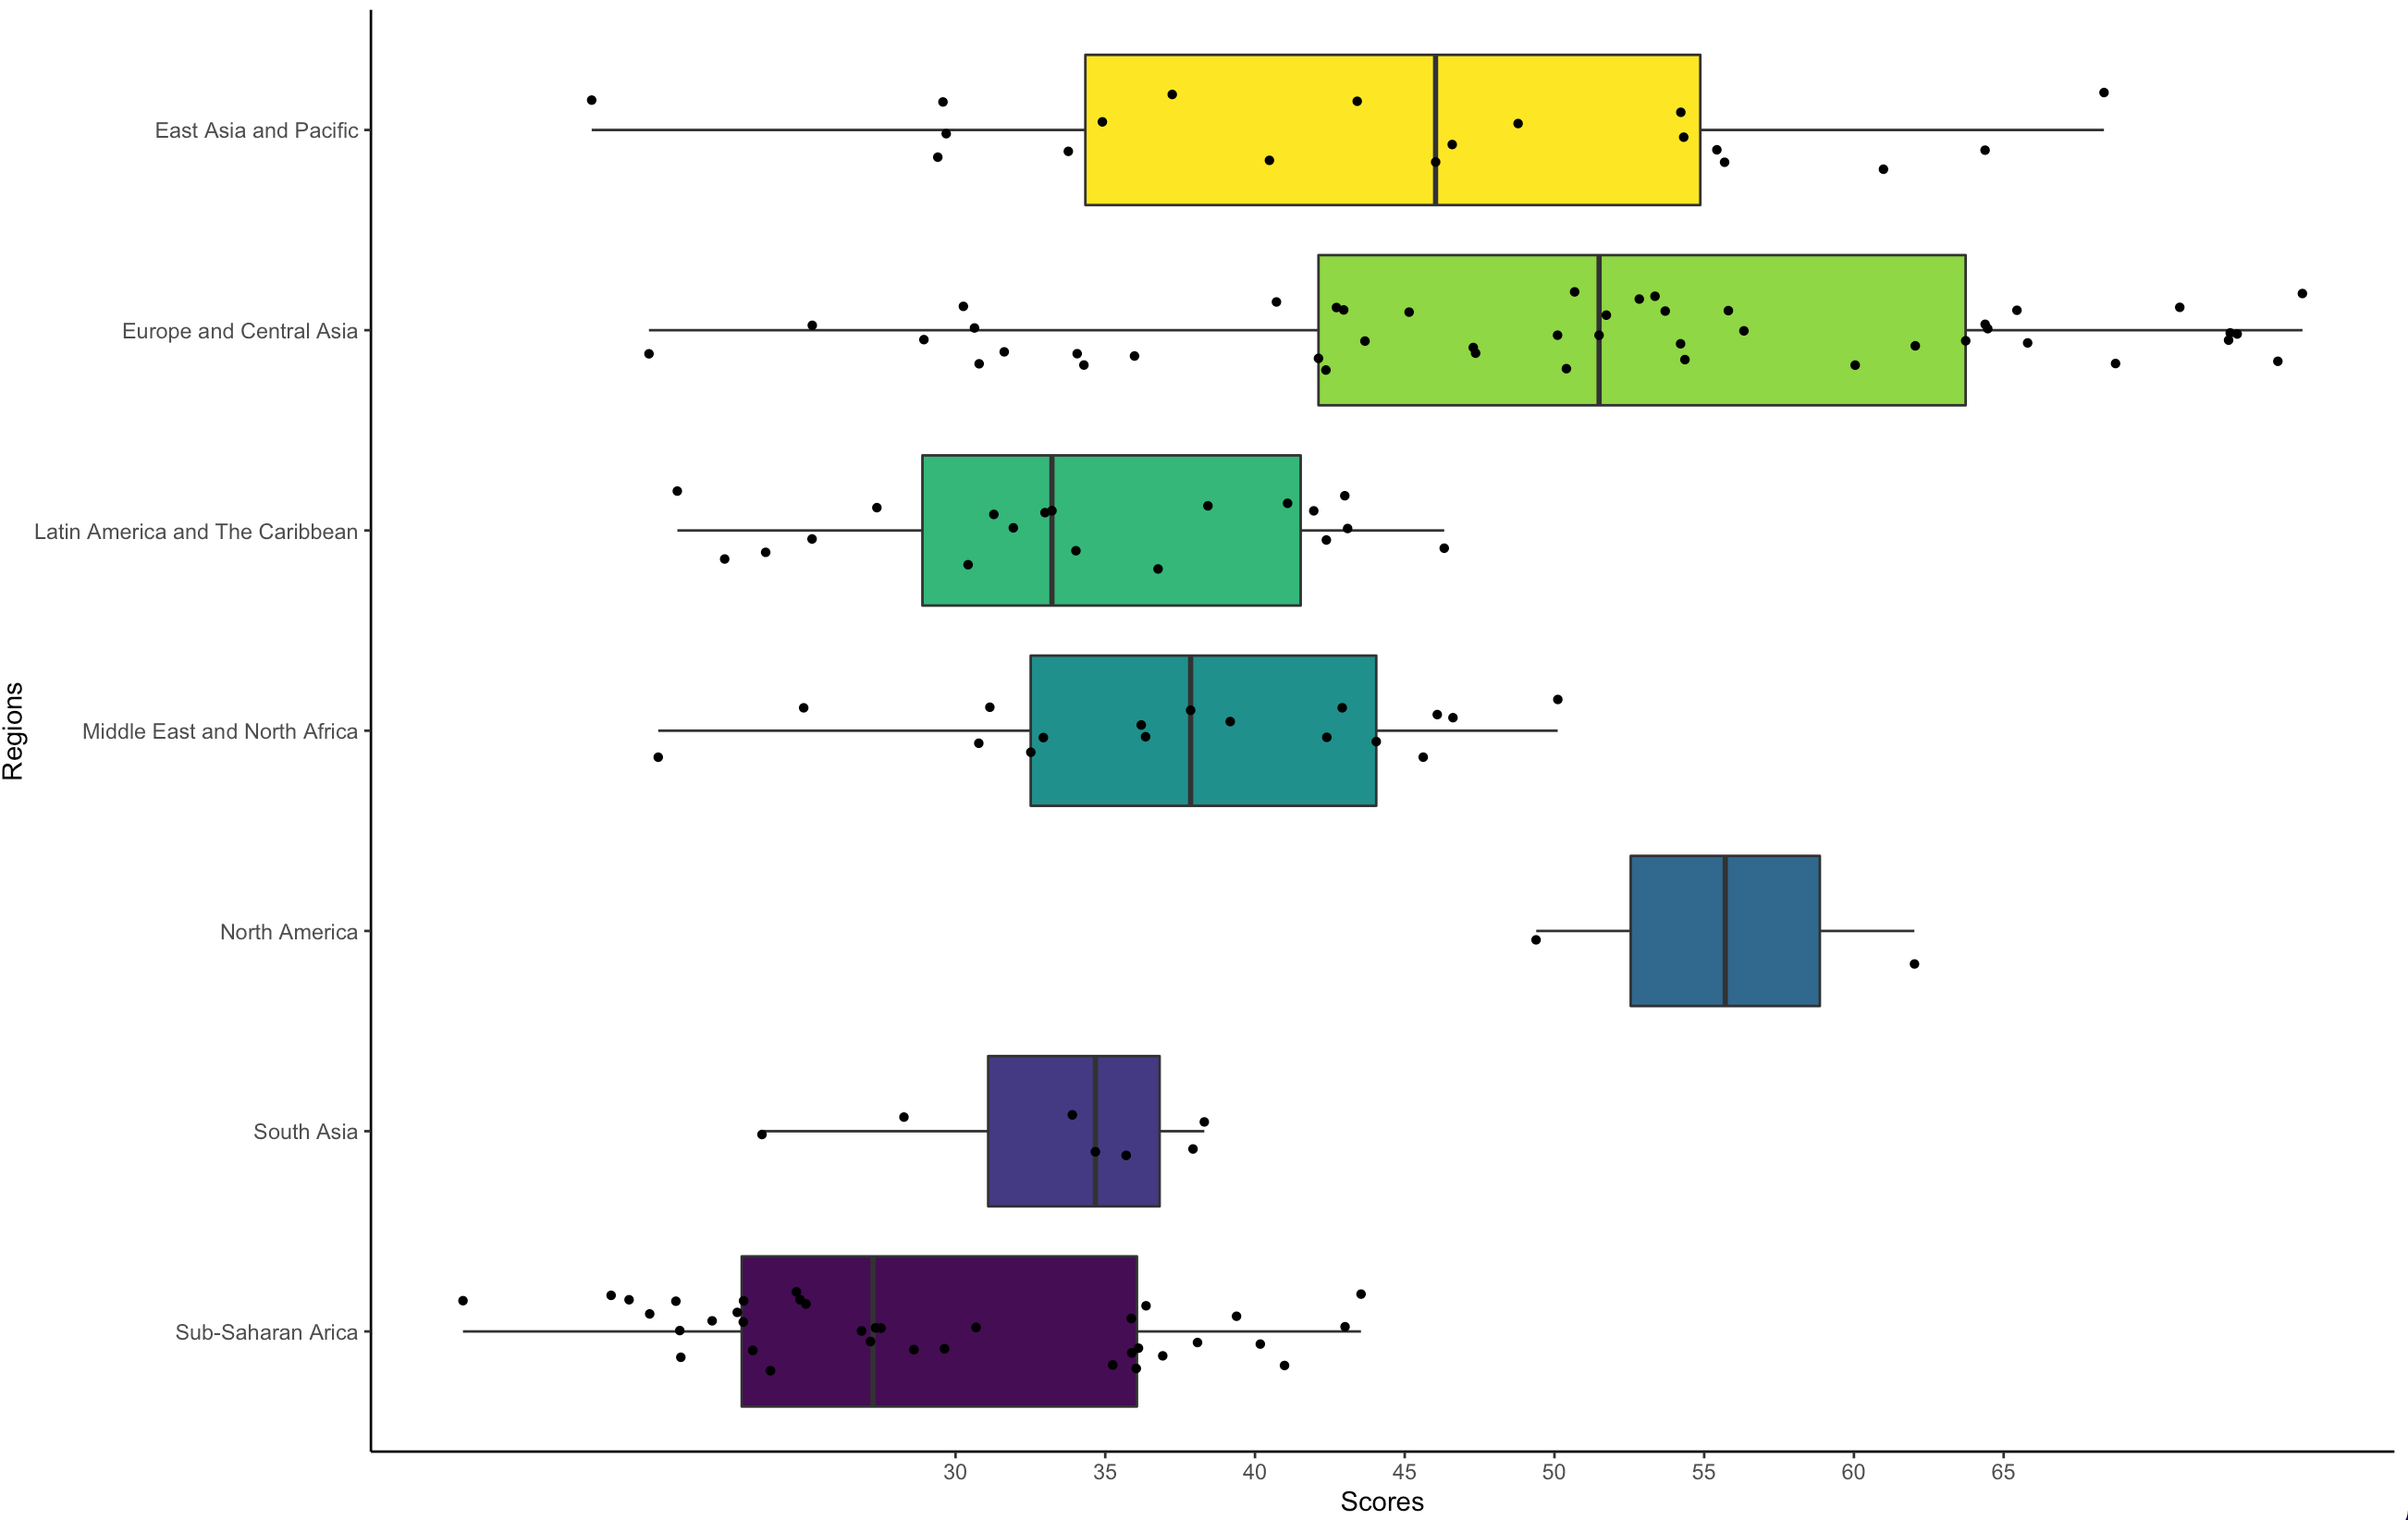 East Asia and Pacific
Europe and Central Asia
Latin America and The Caribbean
Middle East and North Africa
North America
South Asia
Sub-Saharan Arica
Regions
30 35 40 45 50 55 60 65
Scores